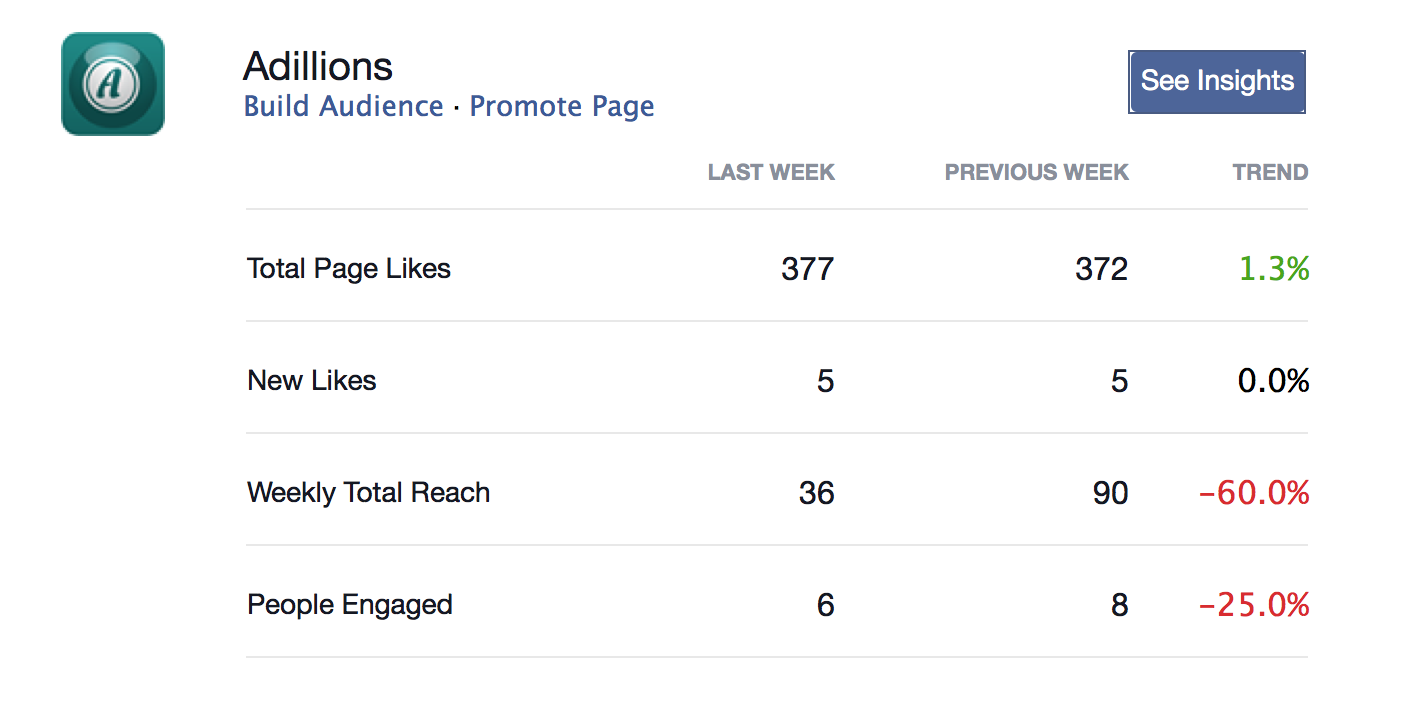 A
Adillions
See Insights
Build Audience · Promote Page
LAST WEEK PREVIOUS WEEK TREND
Total Page Likes 377 372 1.3%
New Likes 5 5 0.0%
Weekly Total Reach 36 90 -60.0%
People Engaged 6 8 -25.0%